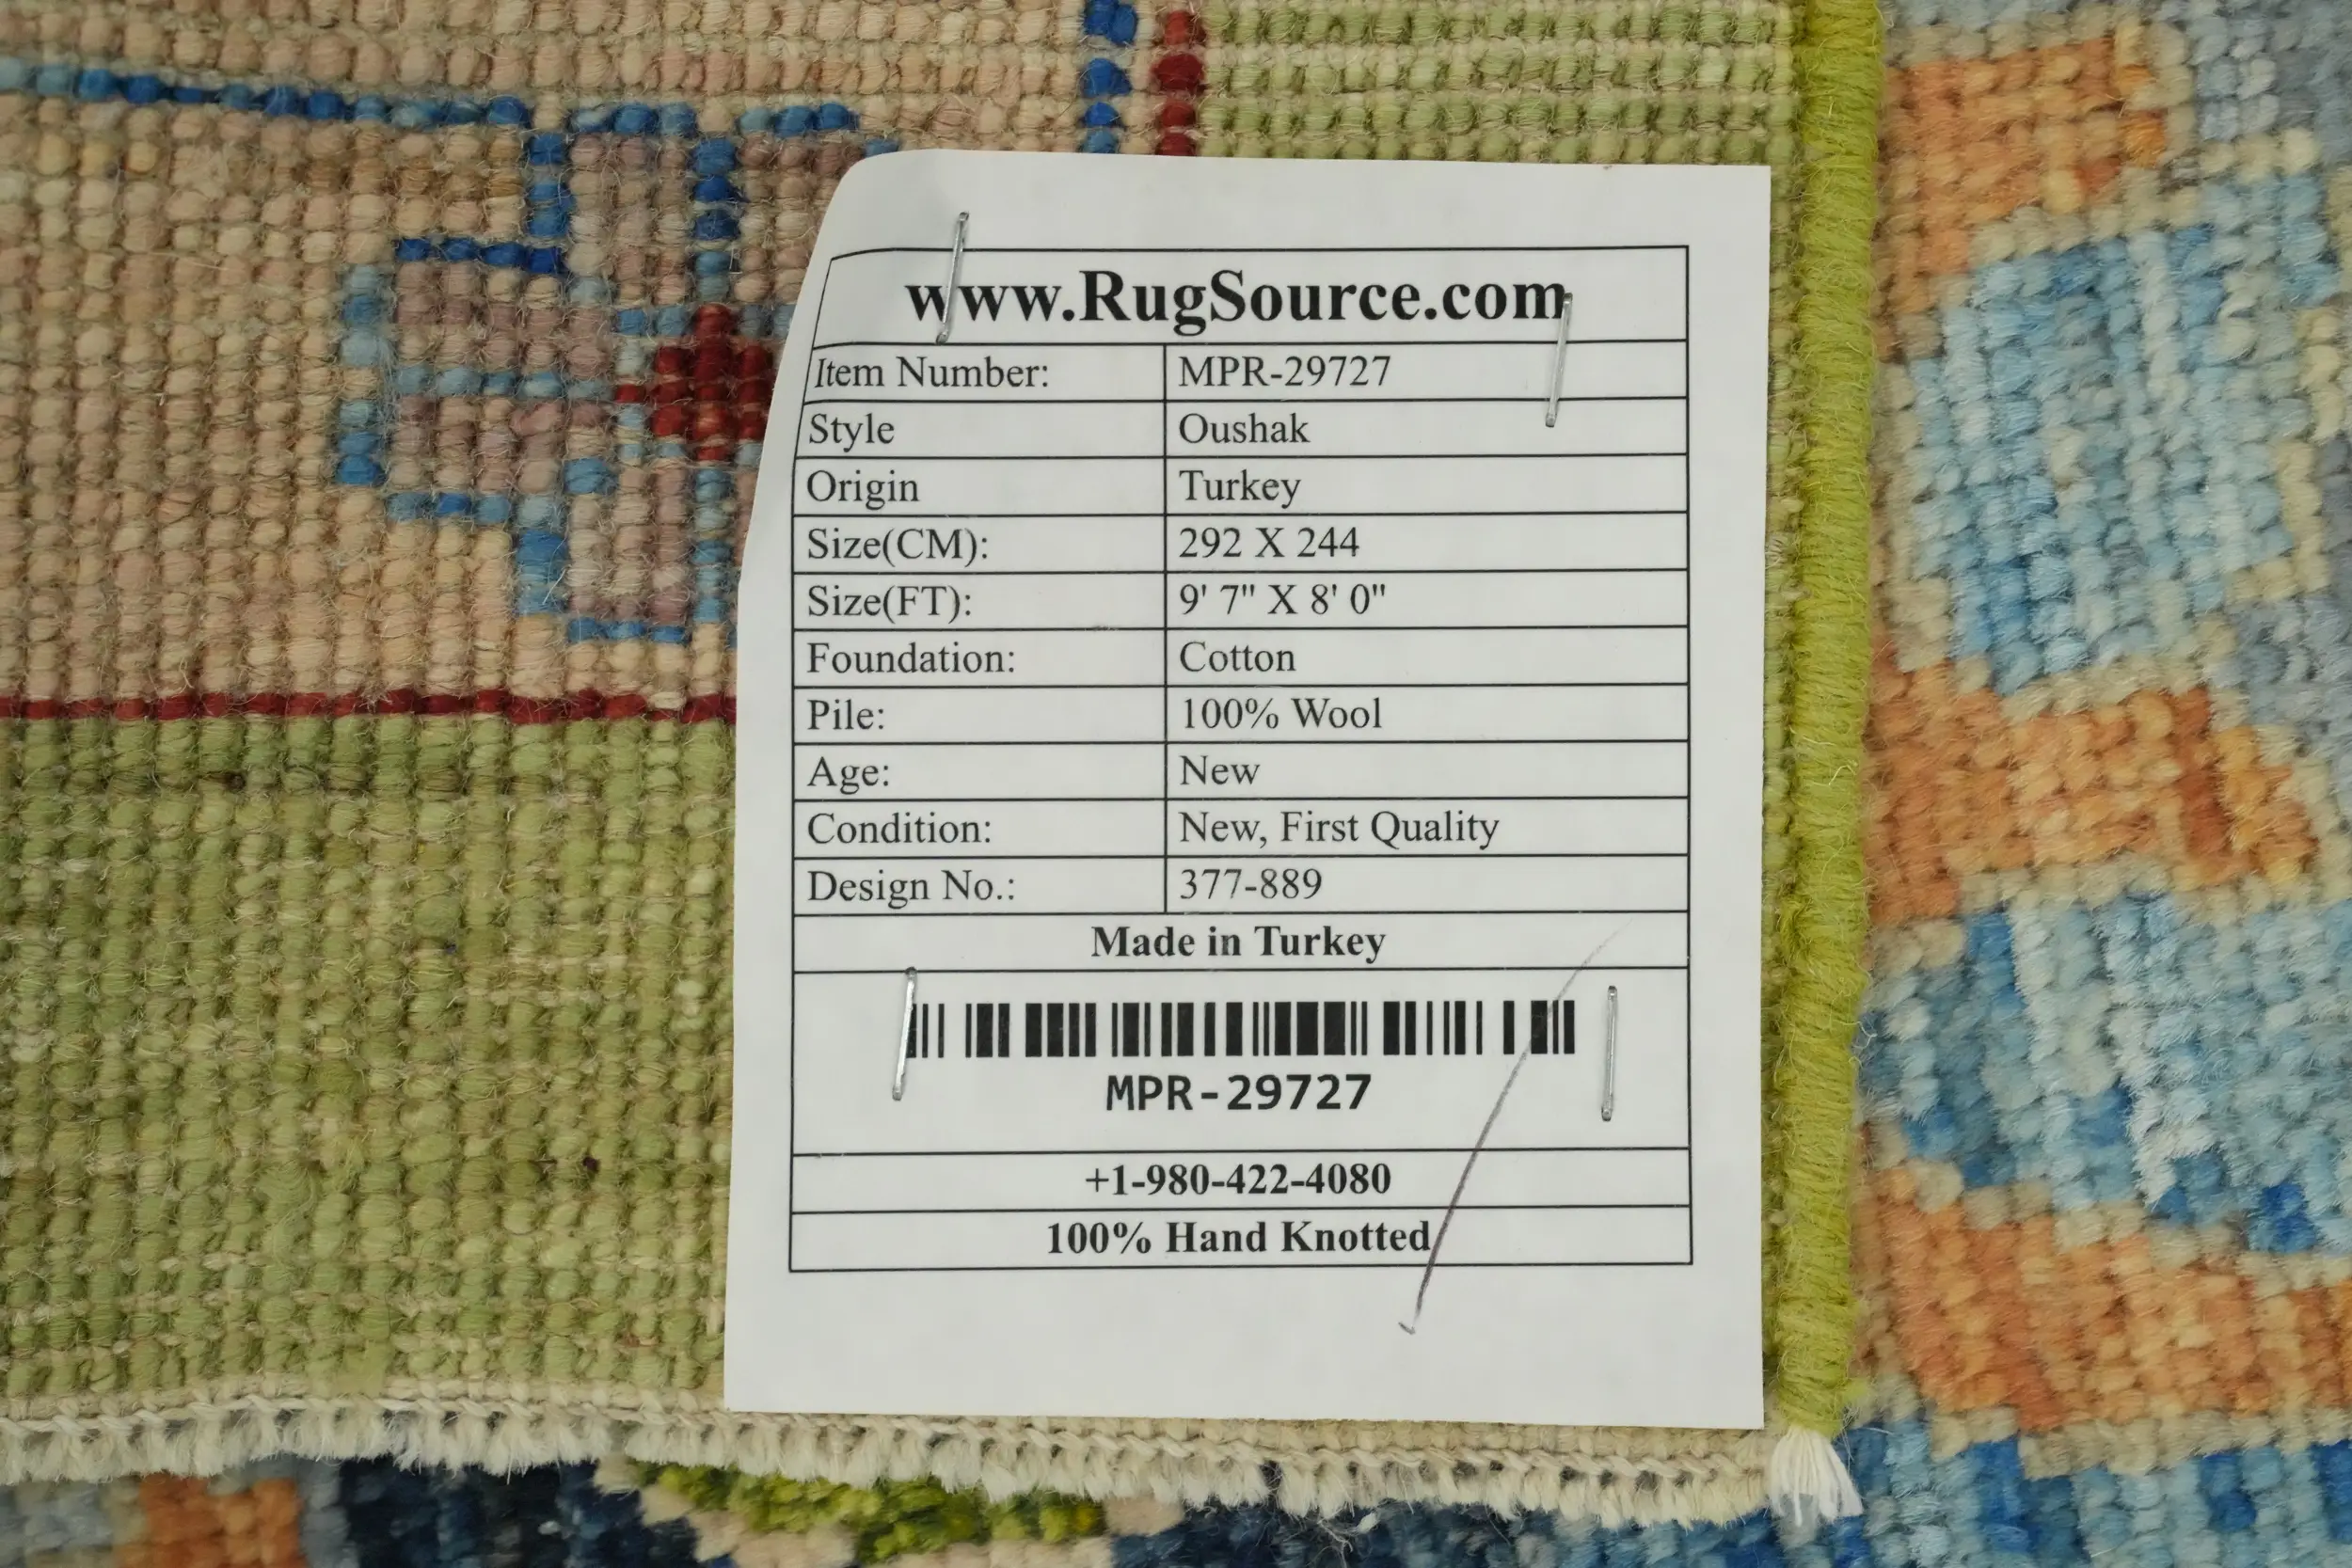 www.RugSource.com
Item Number: MPR-29727
Style Oushak
Origin Turkey
Size(CM): 292 X 244
Size(FT): 9' 7" X 8' 0"
Foundation: Cotton
Pile: 100% Wool
Age: New
Condition: New, First Quality
Design No.: 377-889
Made in Turkey
MPR-29727
+1-980-422-4080
100% Hand Knotted